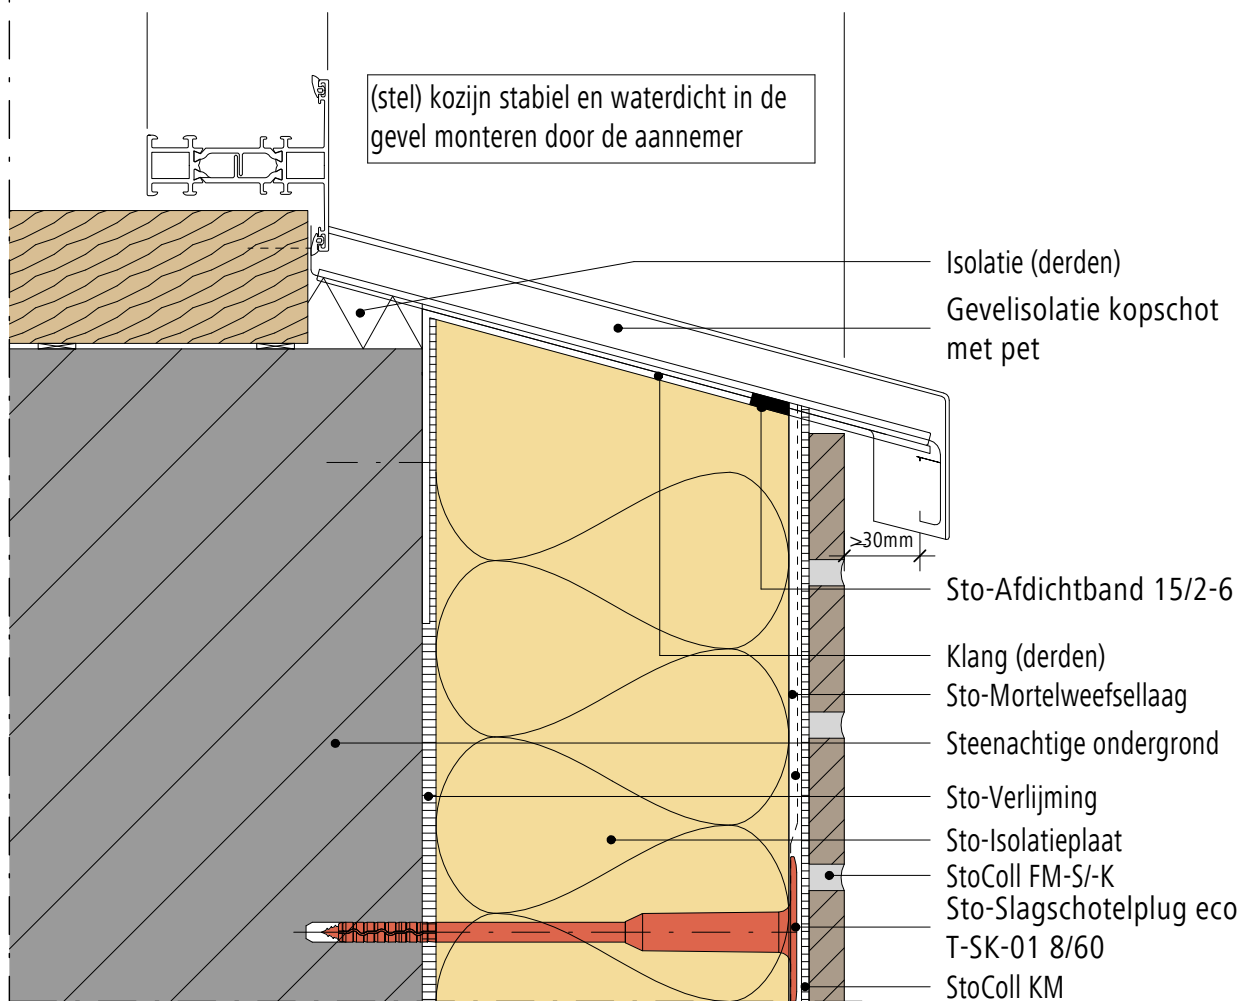 (stel) kozijn stabiel en waterdicht in de
gevel monteren door de aannemer
Isolatie (derden)
Gevelisolatie kopschot
met pet
>30mm
Sto-Afdichtband 15/2-6
Klang (derden)
Sto-Mortelweefsellaag
Steenachtige ondergrond
Sto-Verlijming
Sto-Isolatieplaat
StoColl FM-S/-K
Sto-Slagschotelplug eco
T-SK-01 8/60
StoColl KM